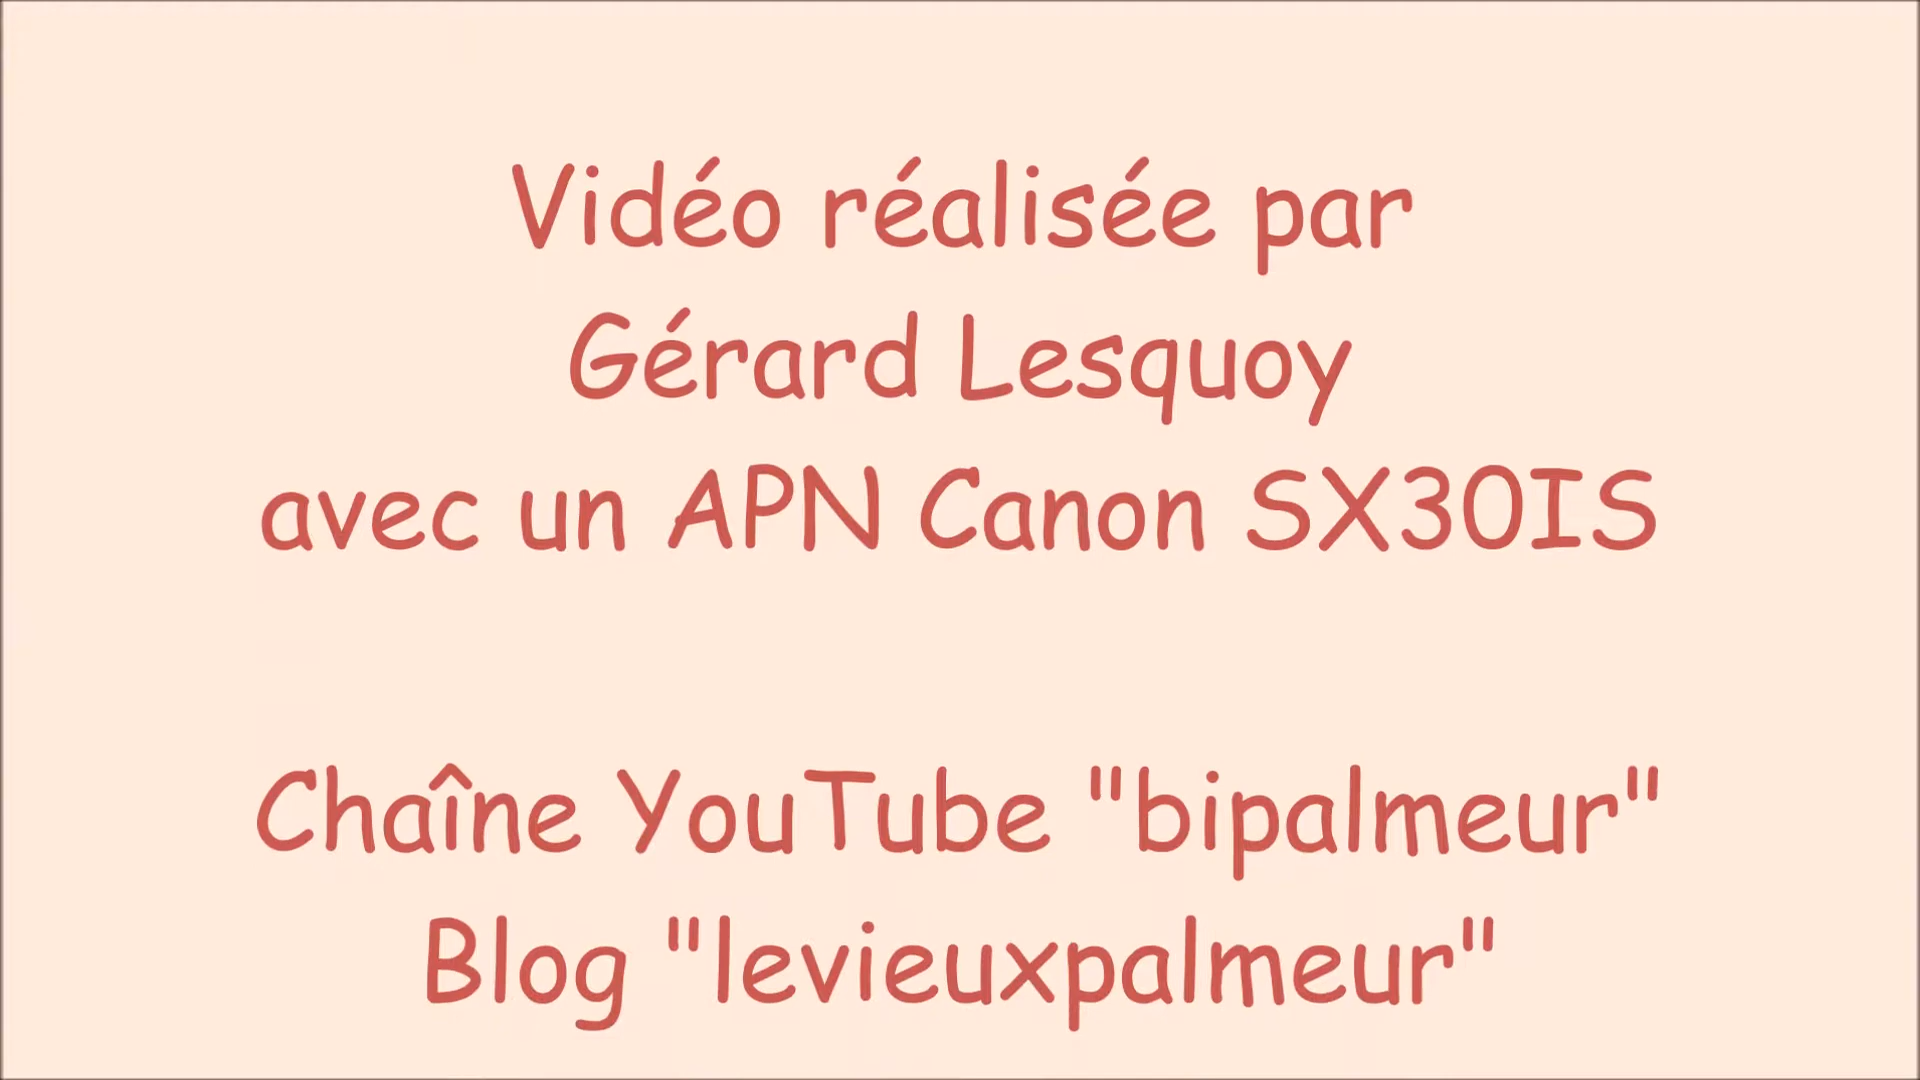 Vidéo réalisée par
Gérard Lesquoy
avec un APN Canon SX30IS
Chaîne YouTube "bipalmeur"
Blog "levieuxpalmeur"